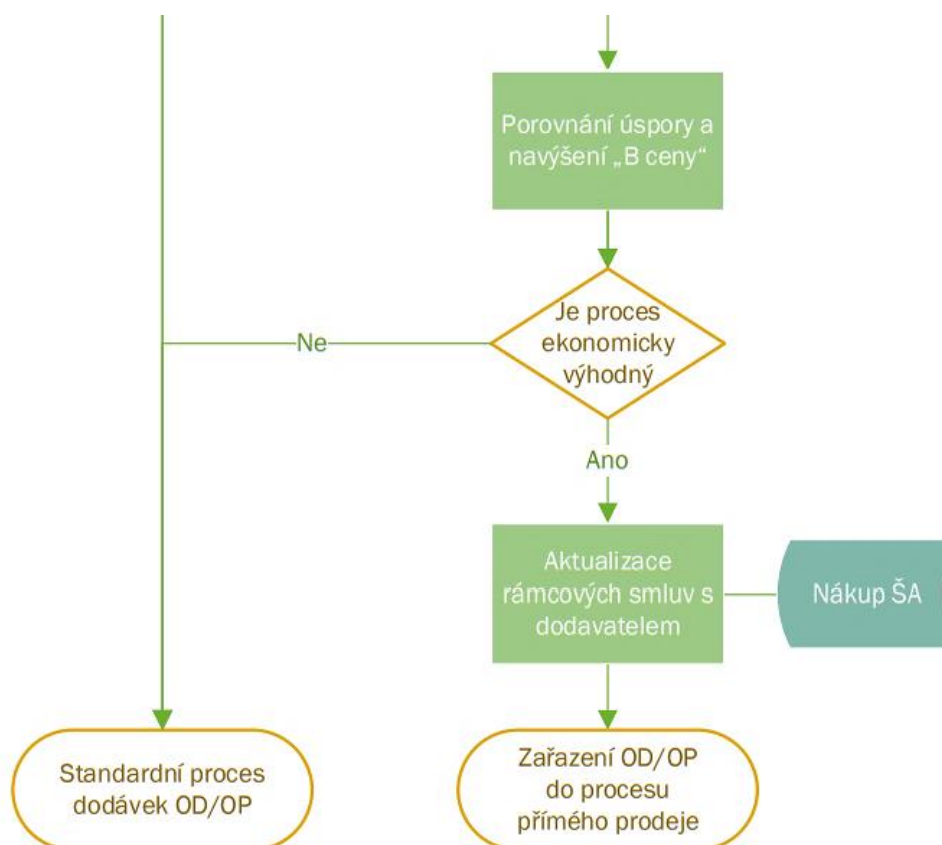 Porovnání úspory a
navýšení „B ceny“
Je proces
ekonomicky
výhodný
Ne
Ano
Aktualizace
rámcových smluv s
dodavatelem
Nákup ŠA
Standardní proces
dodávek OD/OP
Zařazení OD/OP
do procesu
přímého prodeje